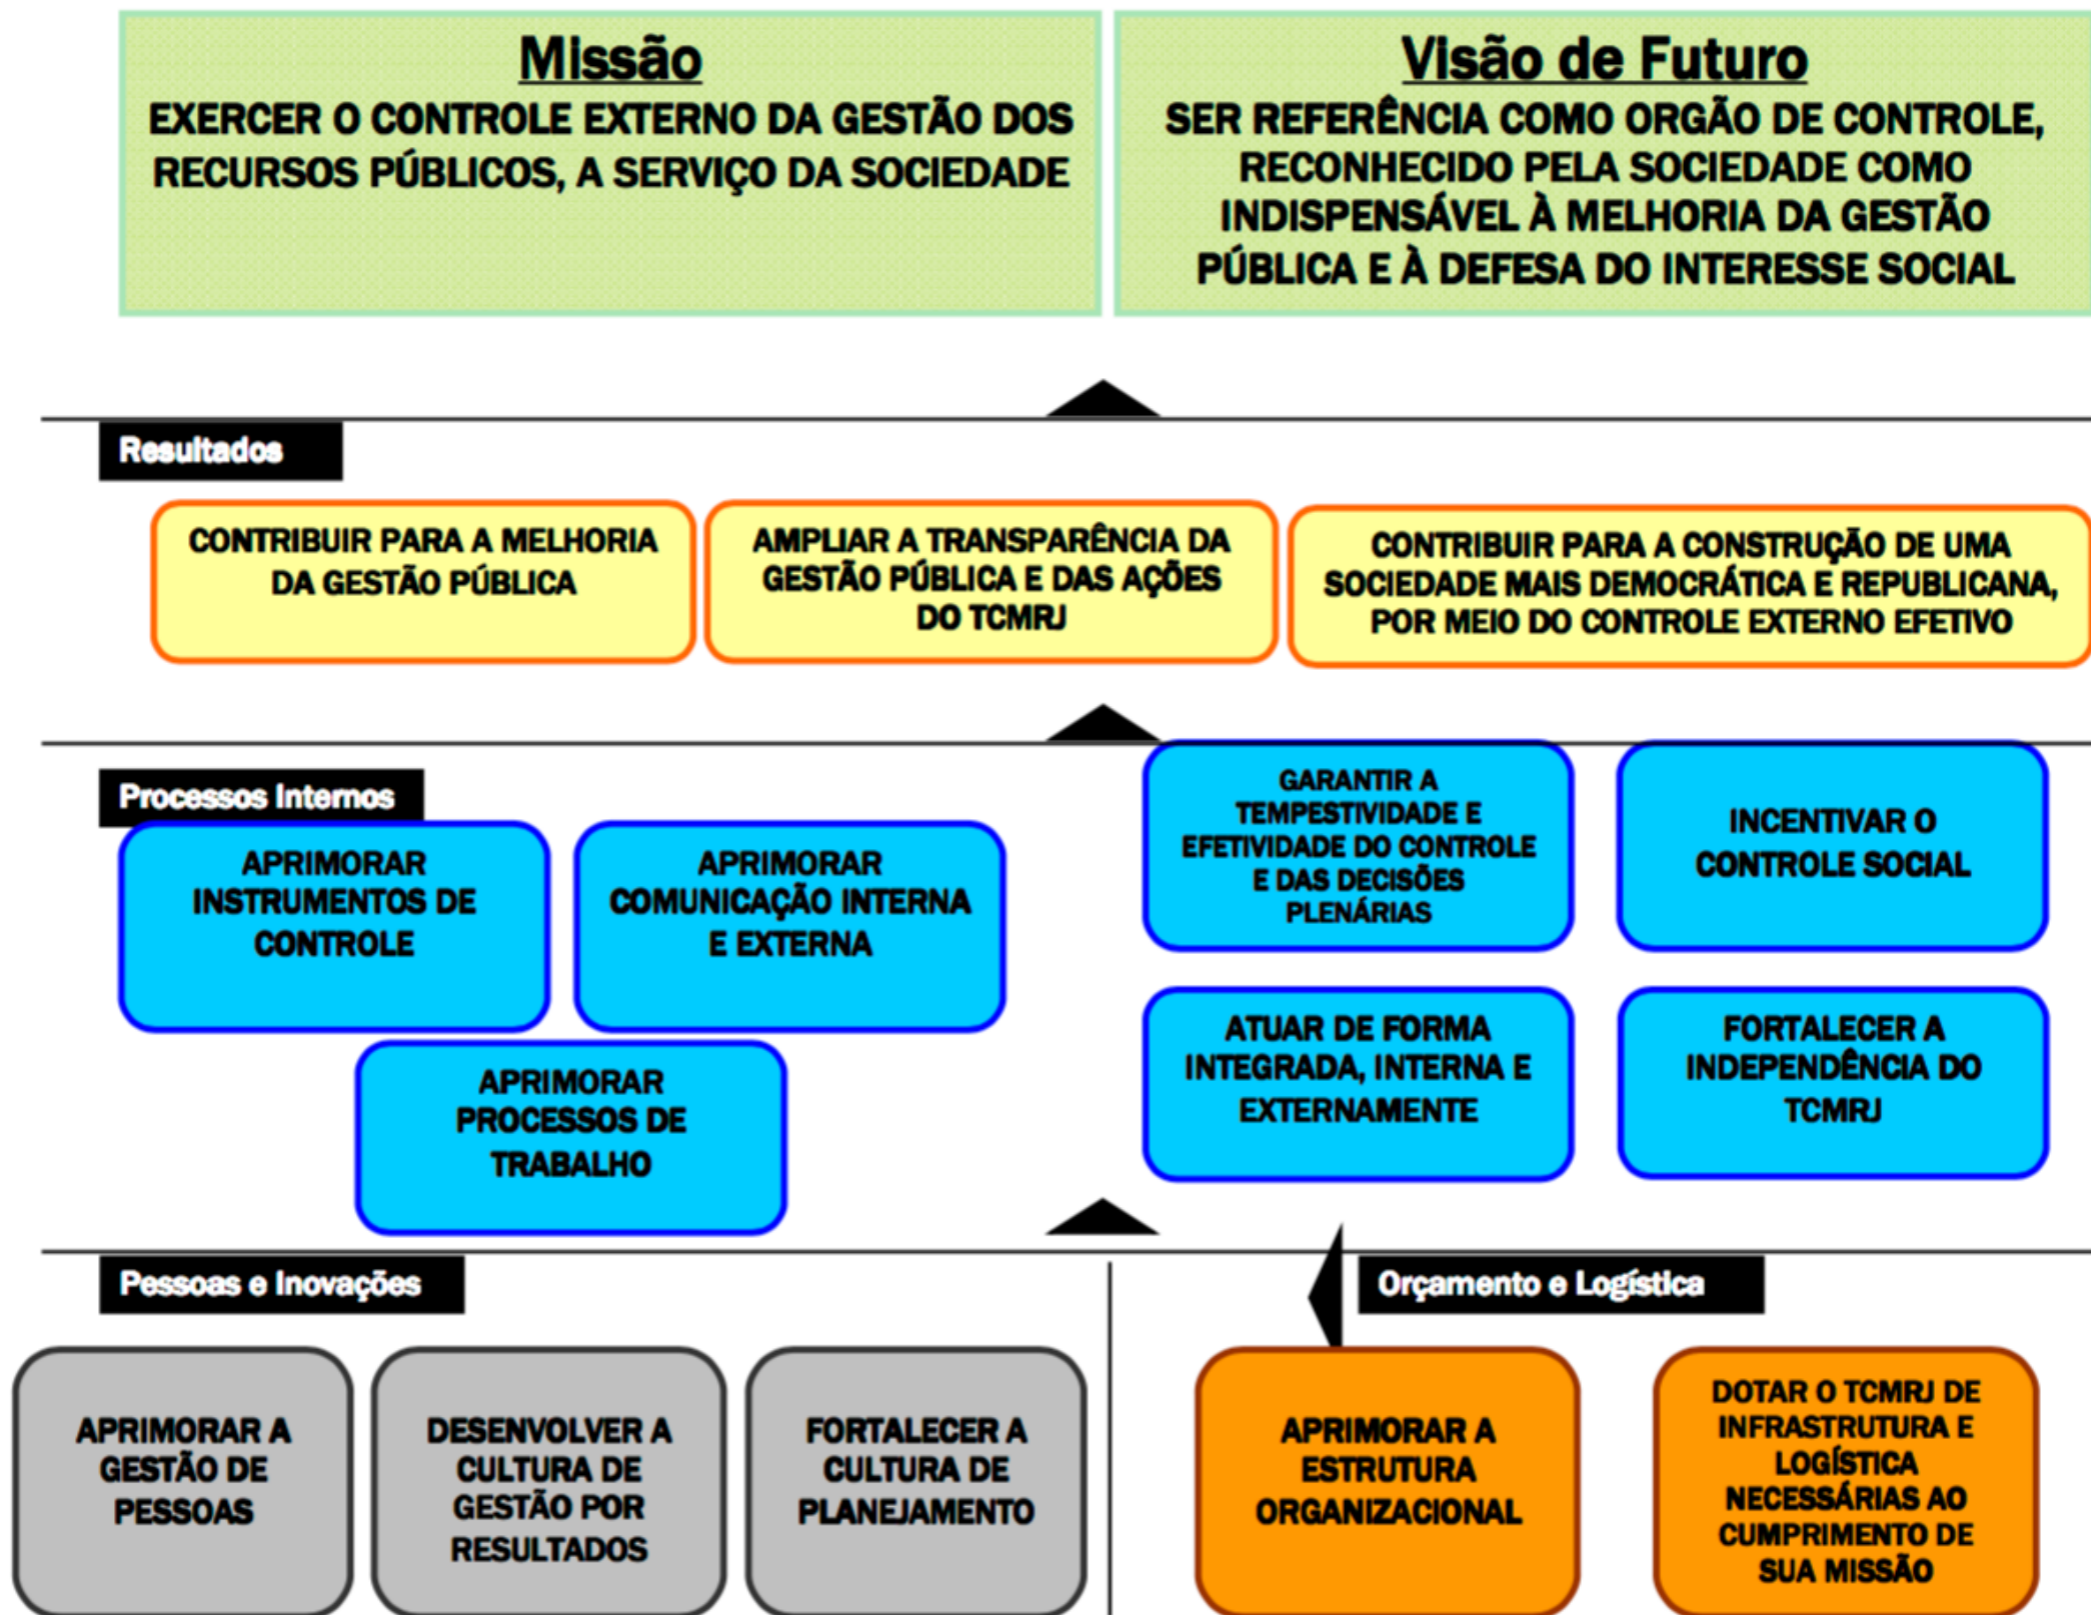 Missão
EXERCER O CONTROLE EXTERNO DA GESTÃO DOS
RECURSOS PÚBLICOS, A SERVIÇO DA SOCIEDADE
Visão de Futuro
SER REFERÊNCIA COMO ORGÃO DE CONTROLE,
RECONHECIDO PELA SOCIEDADE COMO
INDISPENSÁVEL À MELHORIA DA GESTÃO
PÚBLICA E À DEFESA DO INTERESSE SOCIAL
Resultados
CONTRIBUIR PARA A MELHORIA
DA GESTÃO PÚBLICA
AMPLIAR A TRANSPARÊNCIA DA
GESTÃO PÚBLICA E DAS AÇÕES
DO TCMRJ
CONTRIBUIR PARA A CONSTRUÇÃO DE UMA
SOCIEDADE MAIS DEMOCRÁTICA E REPUBLICANA,
POR MEIO DO CONTROLE EXTERNO EFETIVO
Processos Internos
APRIMORAR
INSTRUMENTOS DE
CONTROLE
APRIMORAR
COMUNICAÇÃO INTERNA
E EXTERNA
APRIMORAR
PROCESSOS DE
TRABALHO
GARANTIR A
TEMPESTIVIDADE E
EFETIVIDADE DO CONTROLE
E DAS DECISÕES
PLENÁRIAS
INCENTIVAR O
CONTROLE SOCIAL
ATUAR DE FORMA
INTEGRADA, INTERNA E
EXTERNAMENTE
FORTALECER A
INDEPENDÊNCIA DO
TCMRJ
Pessoas e Inovações
APRIMORAR A
GESTÃO DE
PESSOAS
DESENVOLVER A
CULTURA DE
GESTÃO POR
RESULTADOS
FORTALECER A
CULTURA DE
PLANEJAMENTO
Orçamento e Logística
APRIMORAR A
ESTRUTURA
ORGANIZACIONAL
DOTAR O TCMRJ DE
INFRASTRUTURA E
LOGÍSTICA
NECESSÁRIAS AO
CUMPRIMENTO DE
SUA MISSÃO